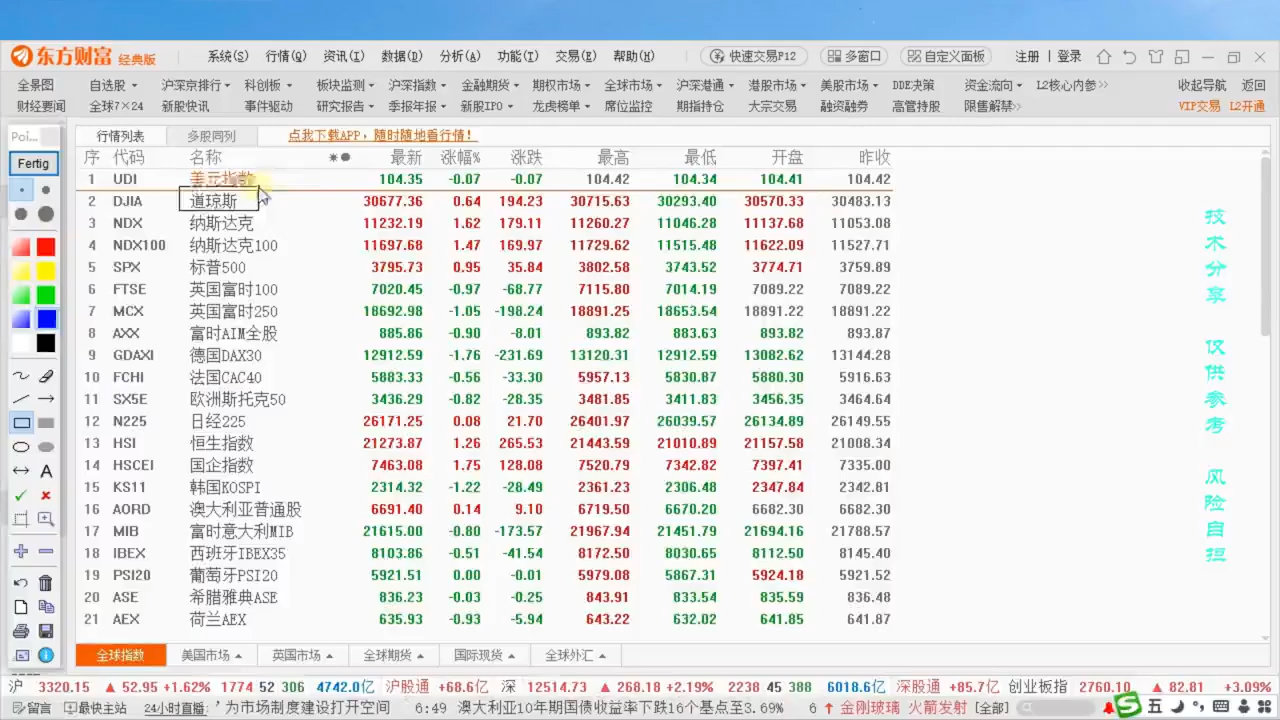 东方财富 经典版 系统(S) 行情(Q) 资讯(I) 数据(D) 分析(A) 功能(T) 交易(E) 帮助(H) 快速交易F12 多窗口 自定义面板 注册 | 登录
全景图 自选股 沪深京排行 科创板 板块监测 沪深指数 金融期货 期权市场 全球市场 沪深港通 港股市场 美股市场 DDE决策 资金流向 L2核心内参 收起导航 返回
财经要闻 全球7×24 新股快讯 事件驱动 研究报告 季报年报 新股IPO 龙虎榜单 席位监控 期指持仓 大宗交易 融资融券 高管持股 限售解禁 VIP交易 L2开通
Poi...
Fertig
行情列表 多股同列 点我下载APP，随时随地看行情！
序 代码 名称 最新 涨幅% 涨跌 最高 最低 开盘 昨收
1 UDI 美元指数 104.35 -0.07 -0.07 104.42 104.34 104.41 104.42
2 DJIA 道琼斯 30677.36 0.64 194.23 30715.63 30293.40 30570.33 30483.13
3 NDX 纳斯达克 11232.19 1.62 179.11 11260.27 11046.28 11137.68 11053.08
4 NDX100 纳斯达克100 11697.68 1.47 169.97 11729.62 11515.48 11622.09 11527.71
5 SPX 标普500 3795.73 0.95 35.84 3802.58 3743.52 3774.71 3759.89
6 FTSE 英国富时100 7020.45 -0.97 -68.77 7115.80 7014.19 7089.22 7089.22
7 MCX 英国富时250 18692.98 -1.05 -198.24 18891.25 18653.54 18891.22 18891.22
8 AXX 富时AIM全股 885.86 -0.90 -8.01 893.82 883.63 893.82 893.87
9 GDAXI 德国DAX30 12912.59 -1.76 -231.69 13120.31 12912.59 13082.62 13144.28
10 FCHI 法国CAC40 5883.33 -0.56 -33.30 5957.13 5830.87 5880.30 5916.63
11 SX5E 欧洲斯托克50 3436.29 -0.82 -28.35 3481.85 3411.83 3456.35 3464.64
12 N225 日经225 26171.25 0.08 21.70 26401.97 26039.57 26134.89 26149.55
13 HSI 恒生指数 21273.87 1.26 265.53 21443.59 21010.89 21157.58 21008.34
14 HSCEI 国企指数 7463.08 1.75 128.08 7520.79 7342.82 7397.41 7335.00
15 KS11 韩国KOSPI 2314.32 -1.22 -28.49 2361.23 2306.48 2347.84 2342.81
16 AORD 澳大利亚普通股 6691.40 0.14 9.10 6719.50 6670.20 6682.30 6682.30
17 MIB 富时意大利MIB 21615.00 -0.80 -173.57 21967.94 21451.79 21694.16 21788.57
18 IBEX 西班牙IBEX35 8103.86 -0.51 -41.54 8172.50 8030.65 8112.50 8145.40
19 PSI20 葡萄牙PSI20 5921.51 0.00 -0.01 5979.08 5867.31 5924.18 5921.52
20 ASE 希腊雅典ASE 836.23 -0.03 -0.25 843.91 833.54 835.59 836.48
21 AEX 荷兰AEX 635.93 -0.93 -5.94 643.22 632.02 641.85 641.87
技术分享 仅供参考 风险自担
全球指数 美国市场 英国市场 全球期货 国际现货 全球外汇
沪 3320.15 ▲ 52.95 +1.62% 1774 52 306 4742.0亿 沪股通 +68.6亿 深 12514.73 ▲ 268.18 +2.19% 2238 45 388 6018.6亿 深股通 +85.7亿 创业板指 2760.10 ▲ 82.81 +3.09%
留言 最快主站 24小时直播 ’为市场制度建设打开空间 6:49 澳大利亚10年期国债收益率下跌16个基点至3.69% 6 ↑ 金刚玻璃 火箭发射 [全部] S 五